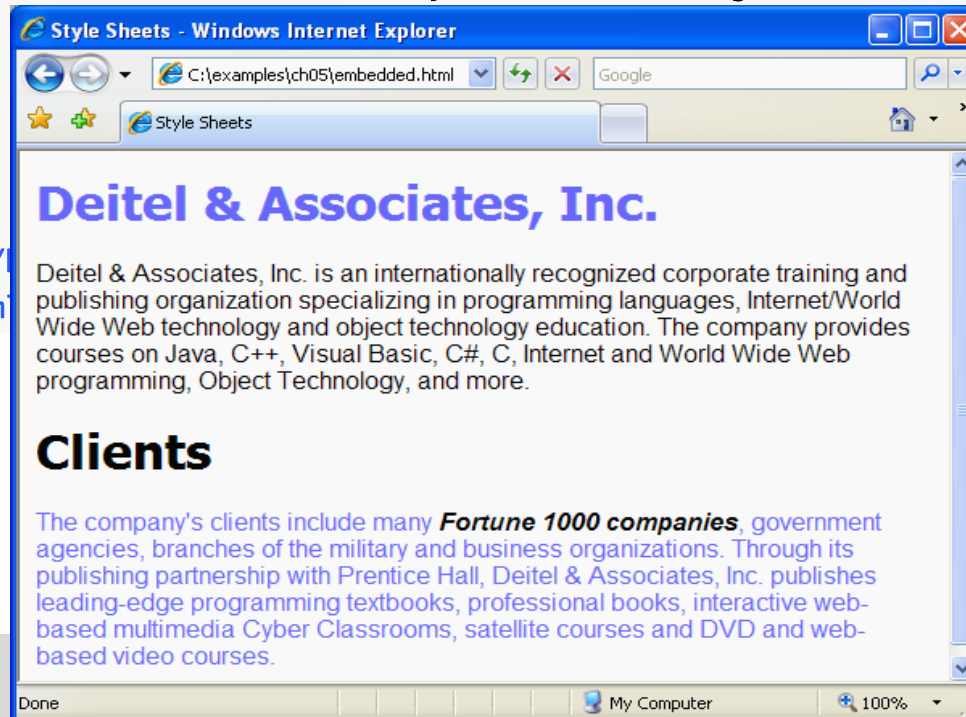 Style Sheets - Windows Internet Explorer
C:\examples\ch05\embedded.html
Google
Style Sheets
Deitel & Associates, Inc.
Deitel & Associates, Inc. is an internationally recognized corporate training and
publishing organization specializing in programming languages, Internet/World
Wide Web technology and object technology education. The company provides
courses on Java, C++, Visual Basic, C#, C, Internet and World Wide Web
programming, Object Technology, and more.
Clients
The company's clients include many Fortune 1000 companies, government
agencies, branches of the military and business organizations. Through its
publishing partnership with Prentice Hall, Deitel & Associates, Inc. publishes
leading-edge programming textbooks, professional books, interactive web-
based multimedia Cyber Classrooms, satellite courses and DVD and web-
based video courses.
Done
My Computer
100%